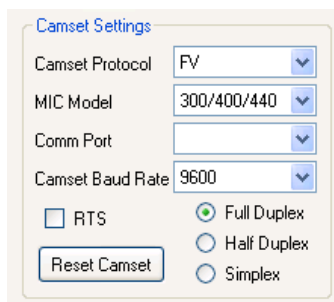 Camset Settings
Camset Protocol FV
MIC Model 300/400/440
Comm Port
Camset Baud Rate 9600
RTS Full Duplex
Half Duplex
Reset Camset Simplex